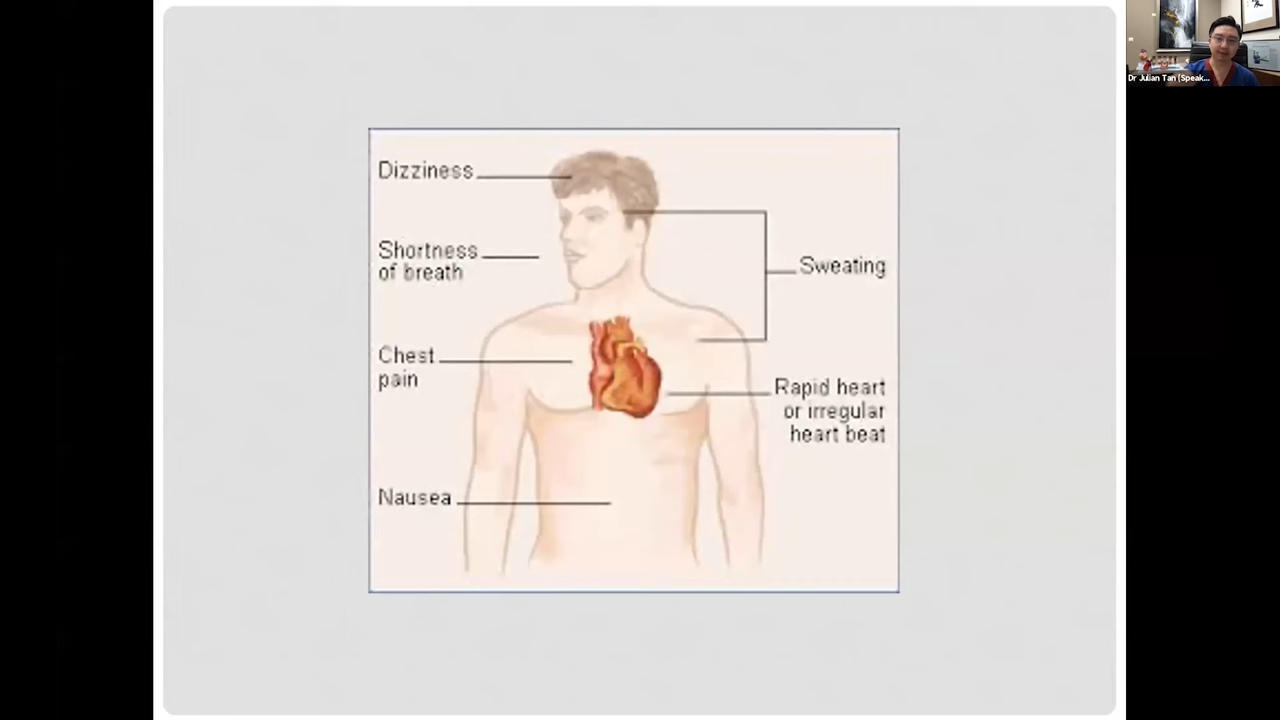 Dizziness
Shortness
of breath
Chest
pain
Nausea
Sweating
Rapid heart
or irregular
heart beat
Dr Julian Tan (Speak...